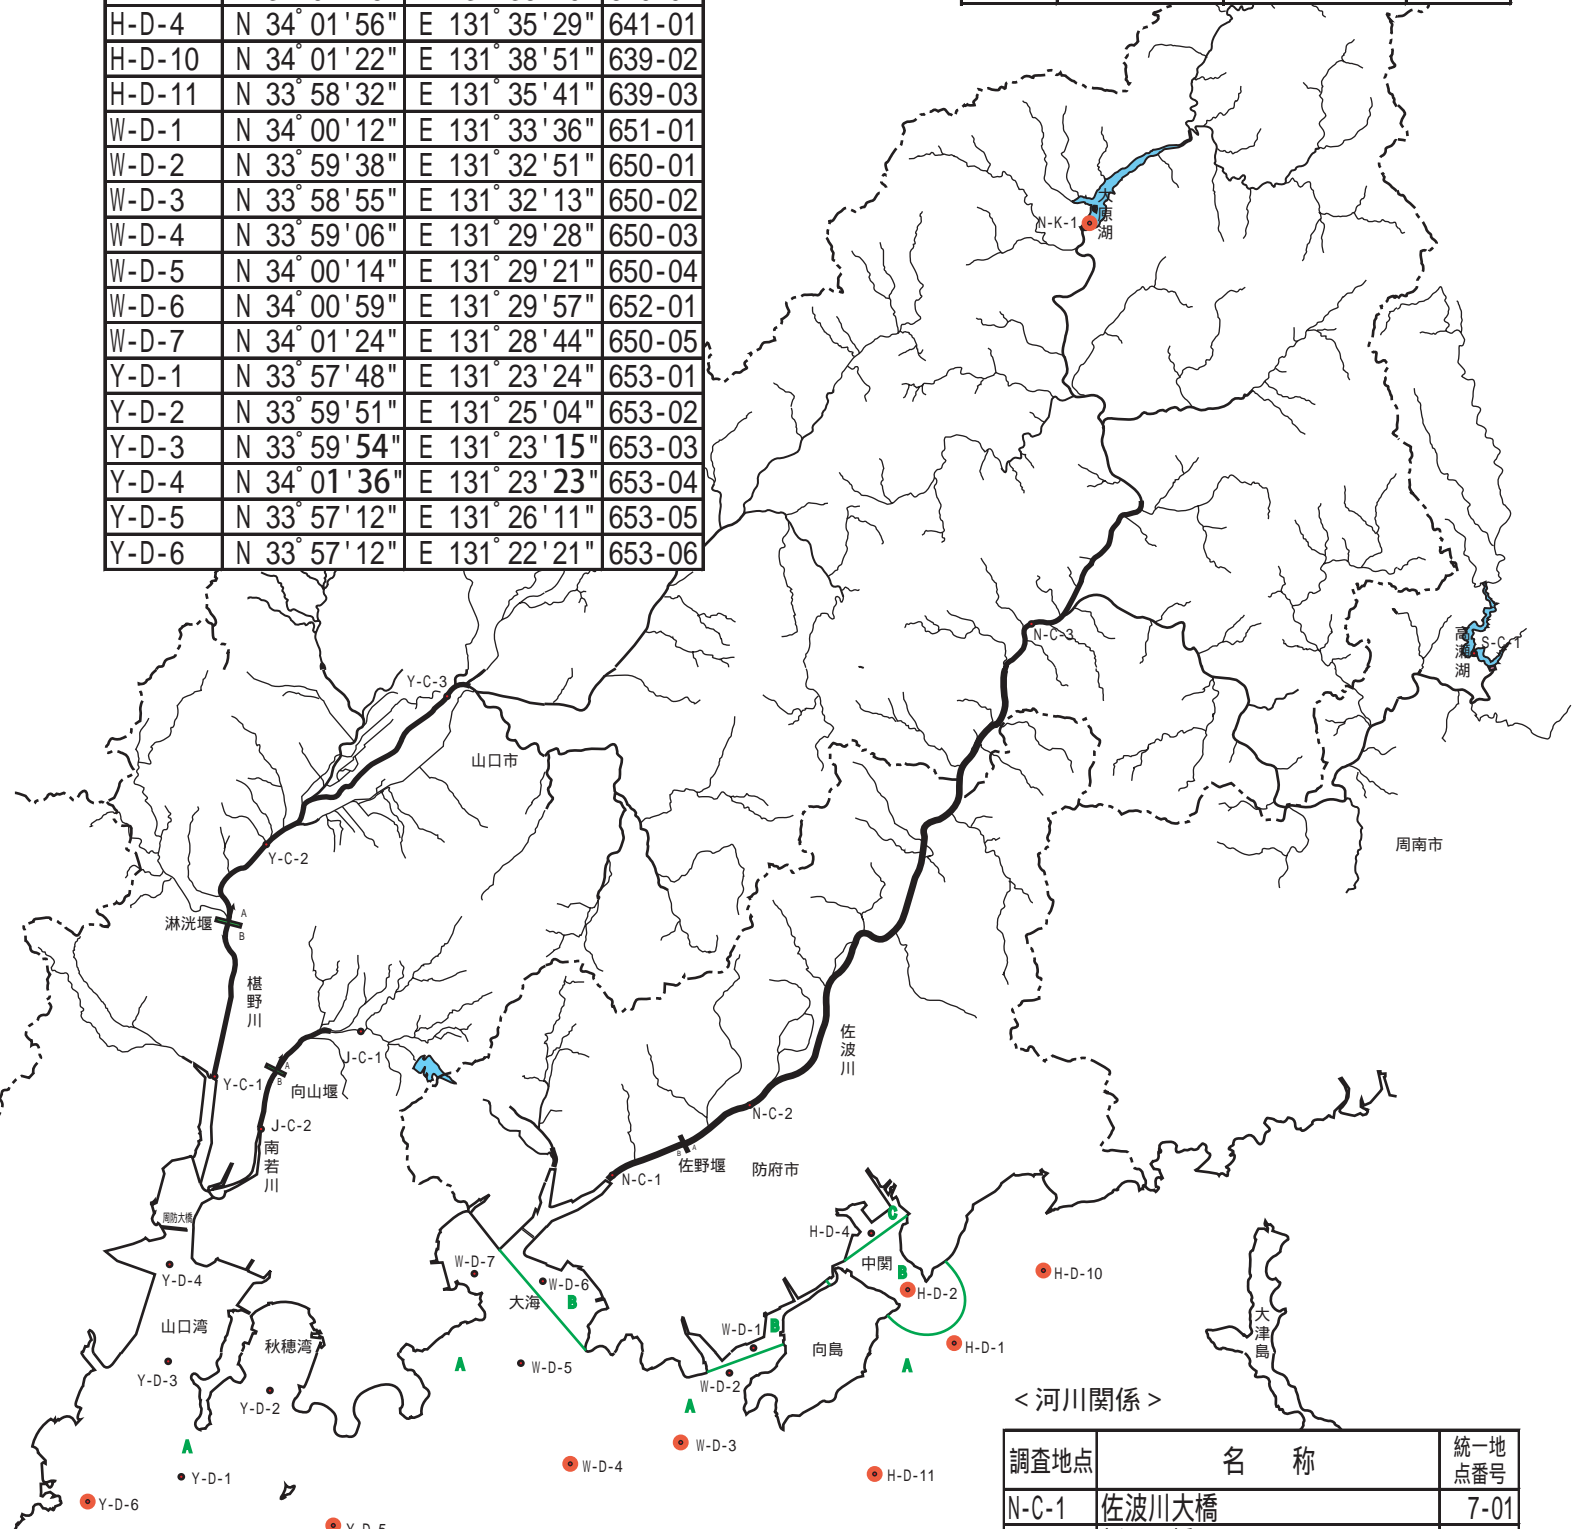 H-D-4 N 34°01'56" E 131°35'29" 641-01
H-D-10 N 34°01'22" E 131°38'51" 639-02
H-D-11 N 33°58'32" E 131°35'41" 639-03
W-D-1 N 34°00'12" E 131°33'36" 651-01
W-D-2 N 33°59'38" E 131°32'51" 650-01
W-D-3 N 33°58'55" E 131°32'13" 650-02
W-D-4 N 33°59'06" E 131°29'28" 650-03
W-D-5 N 34°00'14" E 131°29'21" 650-04
W-D-6 N 34°00'59" E 131°29'57" 652-01
W-D-7 N 34°01'24" E 131°28'44" 650-05
Y-D-1 N 33°57'48" E 131°23'24" 653-01
Y-D-2 N 33°59'51" E 131°25'04" 653-02
Y-D-3 N 33°59'54" E 131°23'15" 653-03
Y-D-4 N 34°01'36" E 131°23'23" 653-04
Y-D-5 N 33°57'12" E 131°26'11" 653-05
Y-D-6 N 33°57'12" E 131°22'21" 653-06
N-K-1
大原湖
N-C-3
高瀬湖
S-C-1
Y-C-3
山口市
周南市
Y-C-2
淋洸堰
A
B
椹野川
佐波川
J-C-1
Y-C-1
A
B
向山堰
J-C-2
南若川
N-C-2
A
B
佐野堰
防府市
N-C-1
周防大橋
H-D-4
C
中関
B
H-D-2
H-D-10
W-D-7
W-D-6
大海
B
Y-D-4
山口湾
秋穂湾
W-D-1
B
向島
H-D-1
A
大津島
A
W-D-5
W-D-2
Y-D-3
Y-D-2
A
A
W-D-3
W-D-4
H-D-11
Y-D-1
Y-D-6
Y-D-5
<河川関係>
調査地点 名 称 統一地点番号
N-C-1 佐波川大橋 7-01